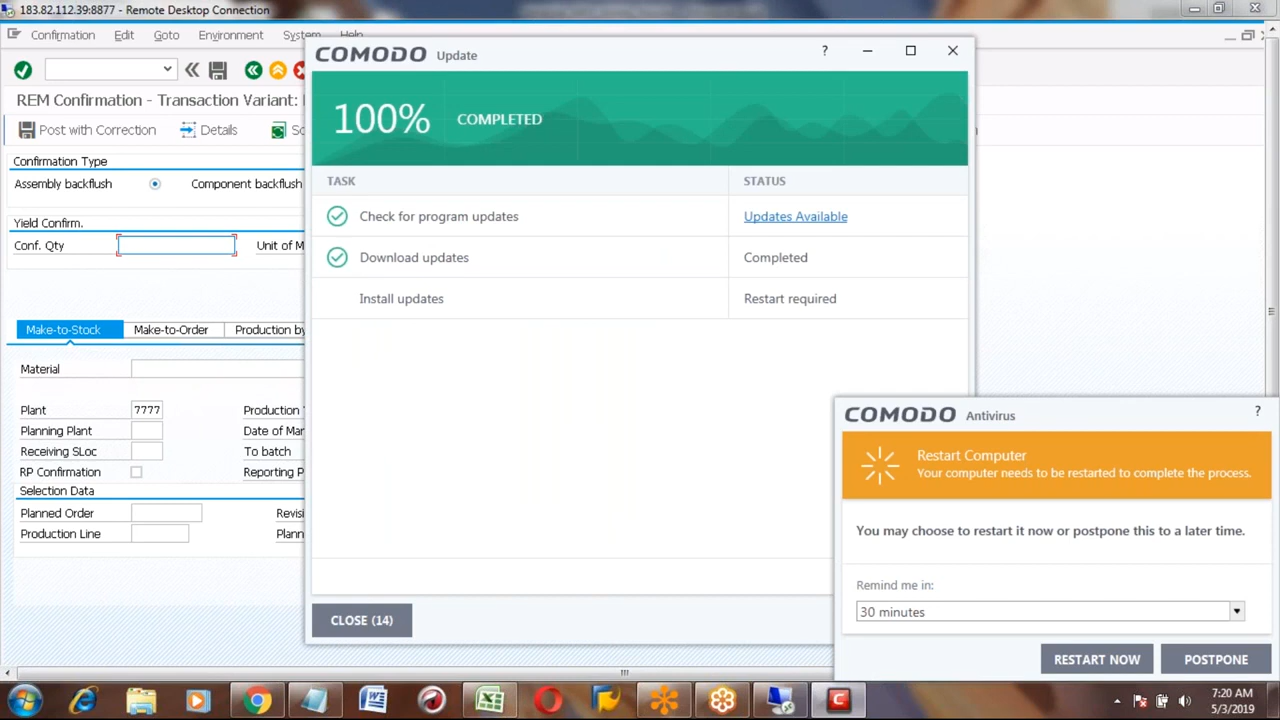 183.82.112.39:8877 - Remote Desktop Connection
Confirmation Edit Goto Environment System Help
REM Confirmation - Transaction Variant:
Post with Correction Details
Confirmation Type
Assembly backflush Component backflush
Yield Confirm.
Conf. Qty Unit of M
Make-to-Stock Make-to-Order Production by
Material
Plant 7777 Production
Planning Plant Date of Mar
Receiving SLoc To batch
RP Confirmation Reporting P
Selection Data
Planned Order Revisi
Production Line Plann
COMODO Update
?
100% COMPLETED
TASK STATUS
Check for program updates Updates Available
Download updates Completed
Install updates Restart required
CLOSE (14)
COMODO Antivirus
?
Restart Computer
Your computer needs to be restarted to complete the process.
You may choose to restart it now or postpone this to a later time.
Remind me in:
30 minutes
RESTART NOW POSTPONE
7:20 AM
5/3/2019